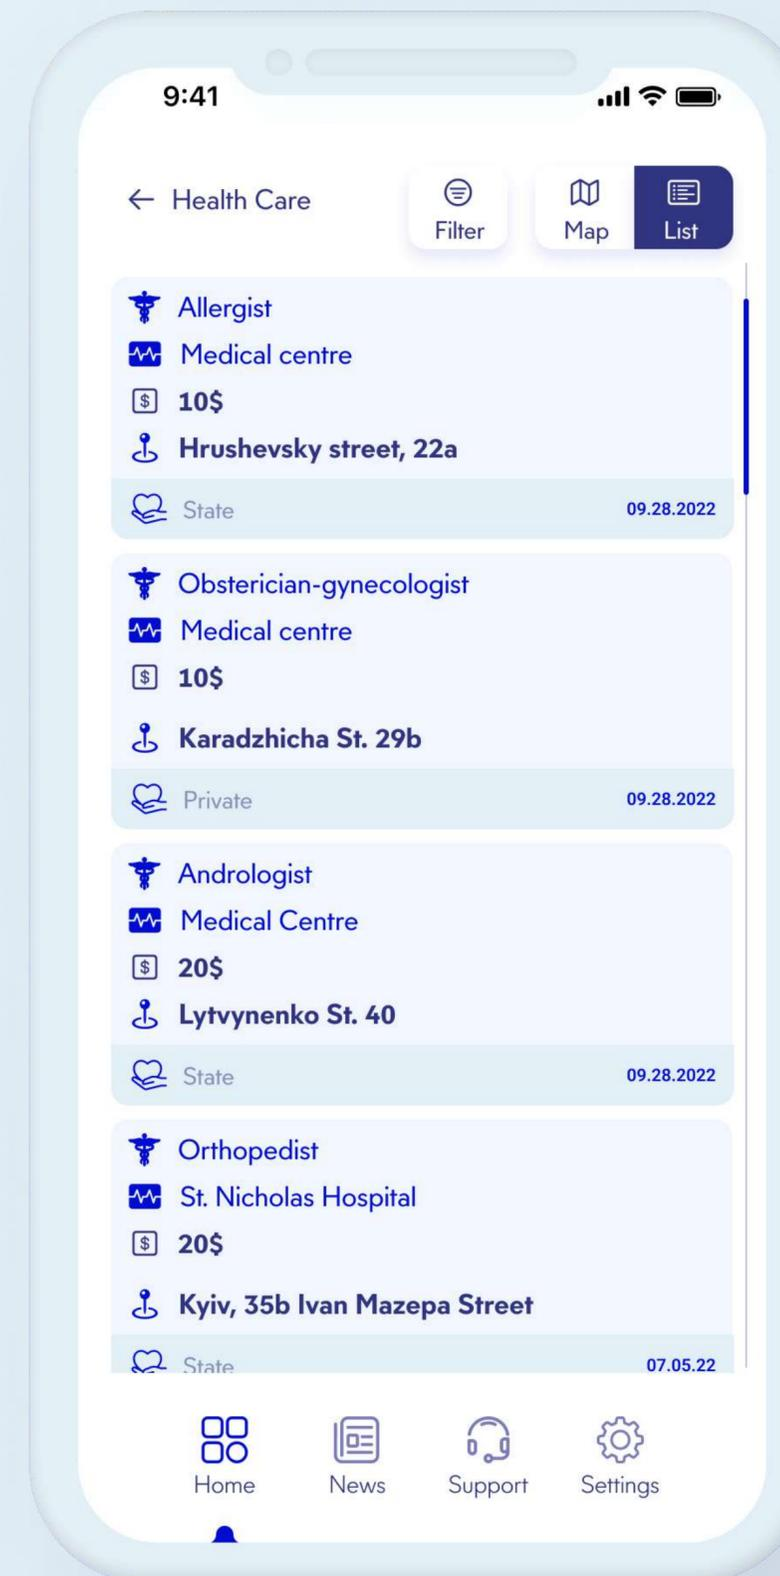 9:41
Health Care
Filter
Map
List
Allergist
Medical centre
$ 10$
Hrushevsky street, 22a
State 09.28.2022
Obsterician-gynecologist
Medical centre
$ 10$
Karadzhicha St. 29b
Private 09.28.2022
Andrologist
Medical Centre
$ 20$
Lytvynenko St. 40
State 09.28.2022
Orthopedist
St. Nicholas Hospital
$ 20$
Kyiv, 35b Ivan Mazepa Street
State 07.05.22
Home News Support Settings